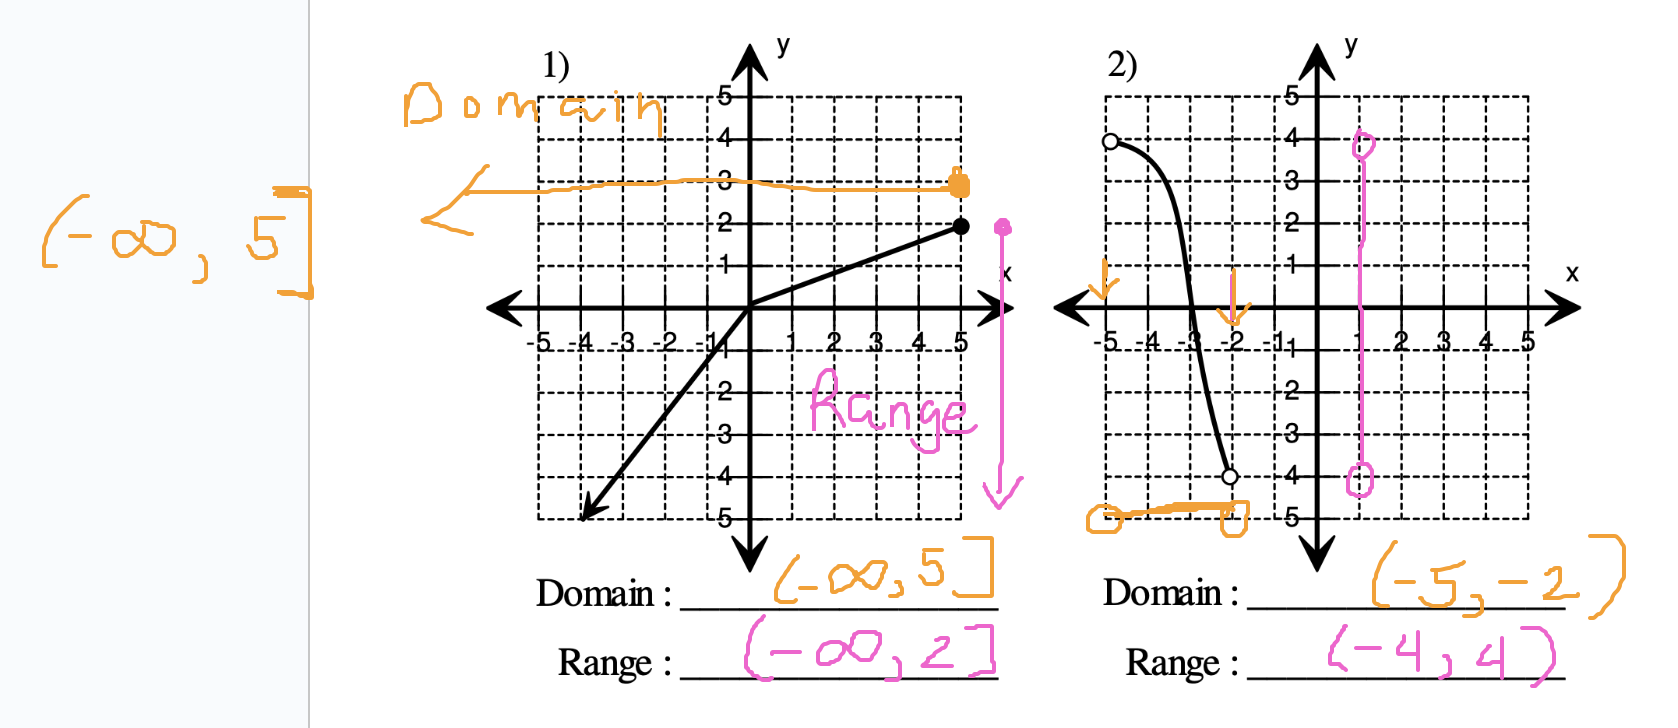 1)
y
Domain
5
4
3
2
1
x
-5 -4 -3 -2 -1 1 2 3 4 5
1
2
3
4
5
Range
(-∞, 5]
Domain : (-∞, 5]
Range : (-∞, 2]
2)
y
5
4
3
2
1
x
-5 -4 -3 -2 -1 1 2 3 4 5
1
2
3
4
5
Domain : (-5, -2)
Range : (-4, 4)